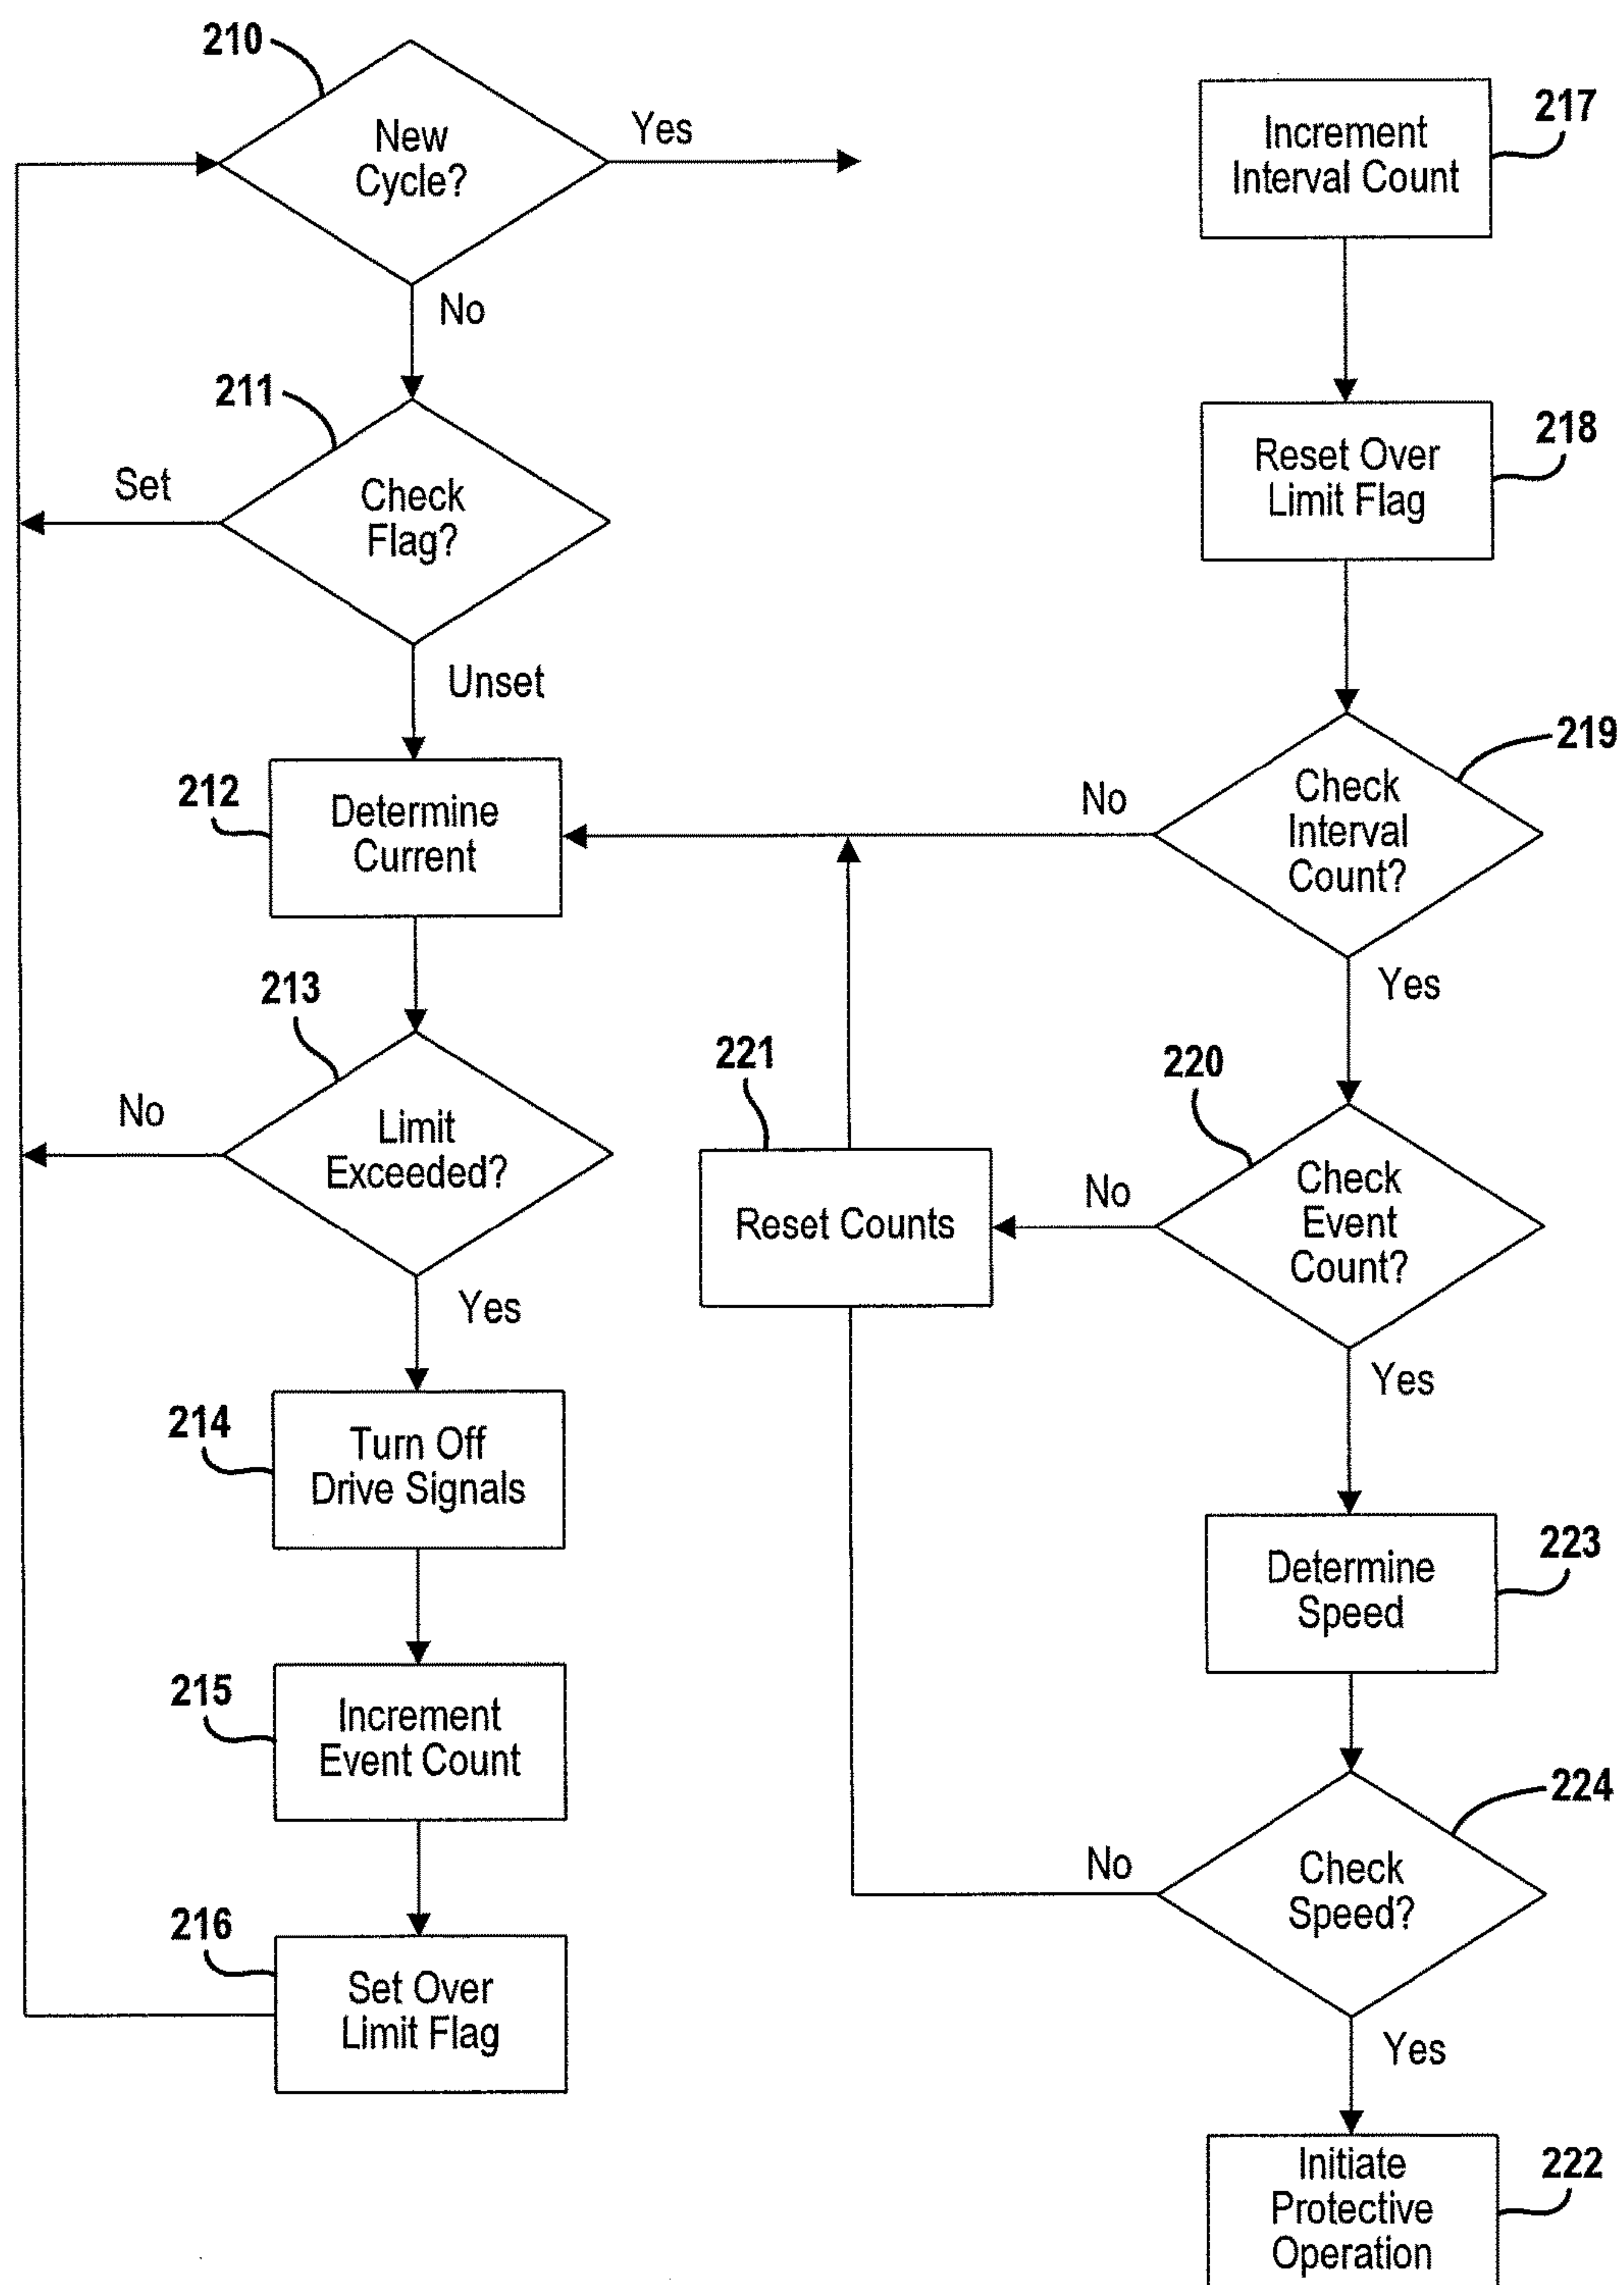 210
New
Cycle?
Yes
No
211
Check
Flag?
Set
Unset
212
Determine
Current
213
Limit
Exceeded?
No
Yes
214
Turn Off
Drive Signals
215
Increment
Event Count
216
Set Over
Limit Flag
217
Increment
Interval Count
218
Reset Over
Limit Flag
219
Check
Interval
Count?
No
Yes
220
Check
Event
Count?
No
Yes
221
Reset Counts
223
Determine
Speed
224
Check
Speed?
No
Yes
222
Initiate
Protective
Operation